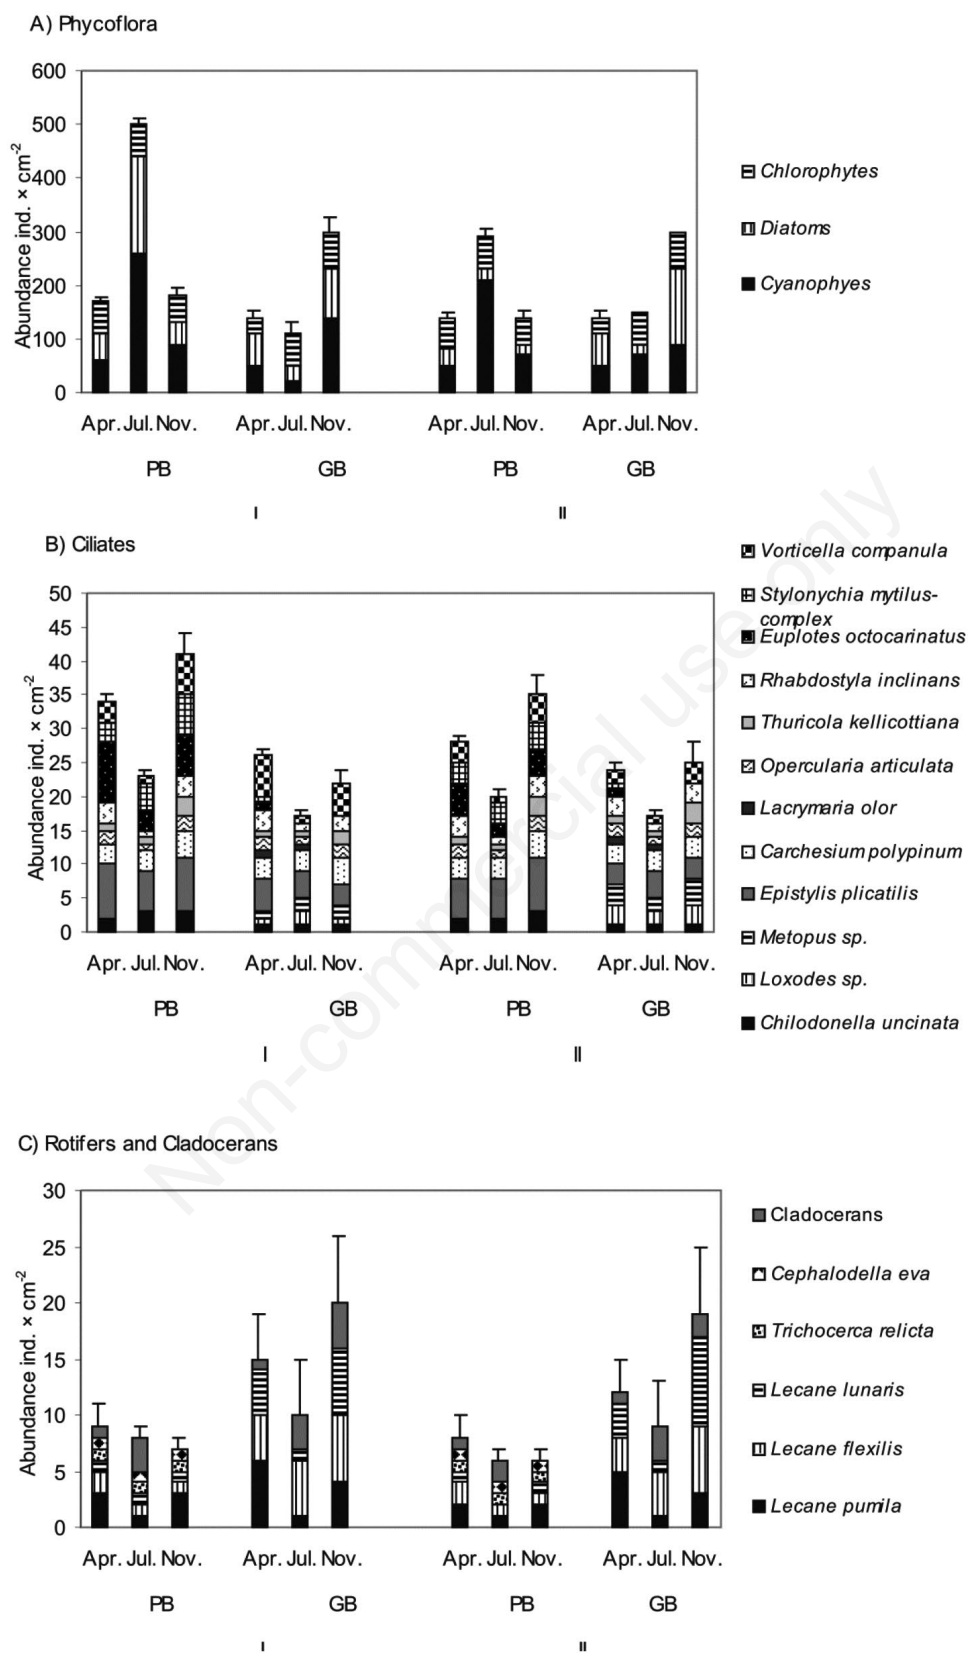 A) Phycoflora
600
500
400
300
200
100
0
Abundance ind. × cm-2
Chlorophytes
Diatoms
Cyanophyes
Apr. Jul. Nov. Apr. Jul. Nov. Apr. Jul. Nov. Apr. Jul. Nov.
PB GB PB GB
I II
B) Ciliates
50
45
40
35
30
25
20
15
10
5
0
Abundance ind. × cm-2
Vorticella companula
Stylonychia mytilus-
complex
Euplotes octocarinatus
Rhabdostyla inclinans
Thuricola kellicottiana
Opercularia articulata
Lacrymaria olor
Carchesium polypinum
Epistylis plicatilis
Metopus sp.
Loxodes sp.
Chilodonella uncinata
Apr. Jul. Nov. Apr. Jul. Nov. Apr. Jul. Nov. Apr. Jul. Nov.
PB GB PB GB
I II
C) Rotifers and Cladocerans
30
25
20
15
10
5
0
Abundance ind. × cm-2
Cladocerans
Cephalodella eva
Trichocerca relicta
Lecane lunaris
Lecane flexilis
Lecane pumila
Apr. Jul. Nov. Apr. Jul. Nov. Apr. Jul. Nov. Apr. Jul. Nov.
PB GB PB GB
I II
Non-commercial use only